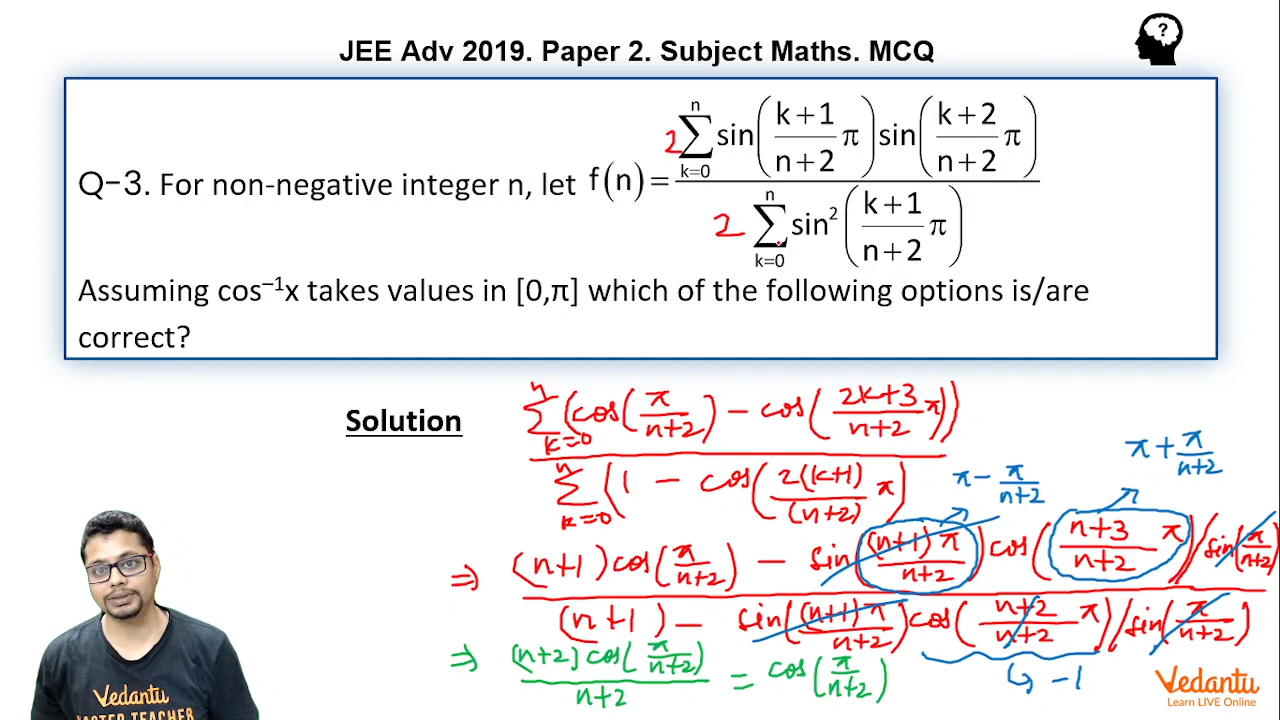 JEE Adv 2019. Paper 2. Subject Maths. MCQ
?
Q–3. For non-negative integer n, let f(n) = (2 ∑_{k=0}^{n} sin((k+1)/(n+2) π) sin((k+2)/(n+2) π)) / (2 ∑_{k=0}^{n} sin²((k+1)/(n+2) π))
Assuming cos⁻¹x takes values in [0,π] which of the following options is/are
correct?
Solution
(∑_{k=0}^{n} (cos(π/(n+2)) − cos((2k+3)/(n+2) π))) / (∑_{k=0}^{n} (1 − cos(2(k+1)/(n+2) π)))
π − π/(n+2)
π + π/(n+2)
⇒ ((n+1) cos(π/(n+2)) − sin((n+1)π/(n+2)) cos((n+3)/(n+2) π) / sin(π/(n+2))) / ((n+1) − sin((n+1)π/(n+2)) cos((n+2)/(n+2) π) / sin(π/(n+2)))
↳ −1
⇒ ((n+2) cos(π/(n+2))) / (n+2) = cos(π/(n+2))
Vedantu
MASTER TEACHER
Vedantu
Learn LIVE Online